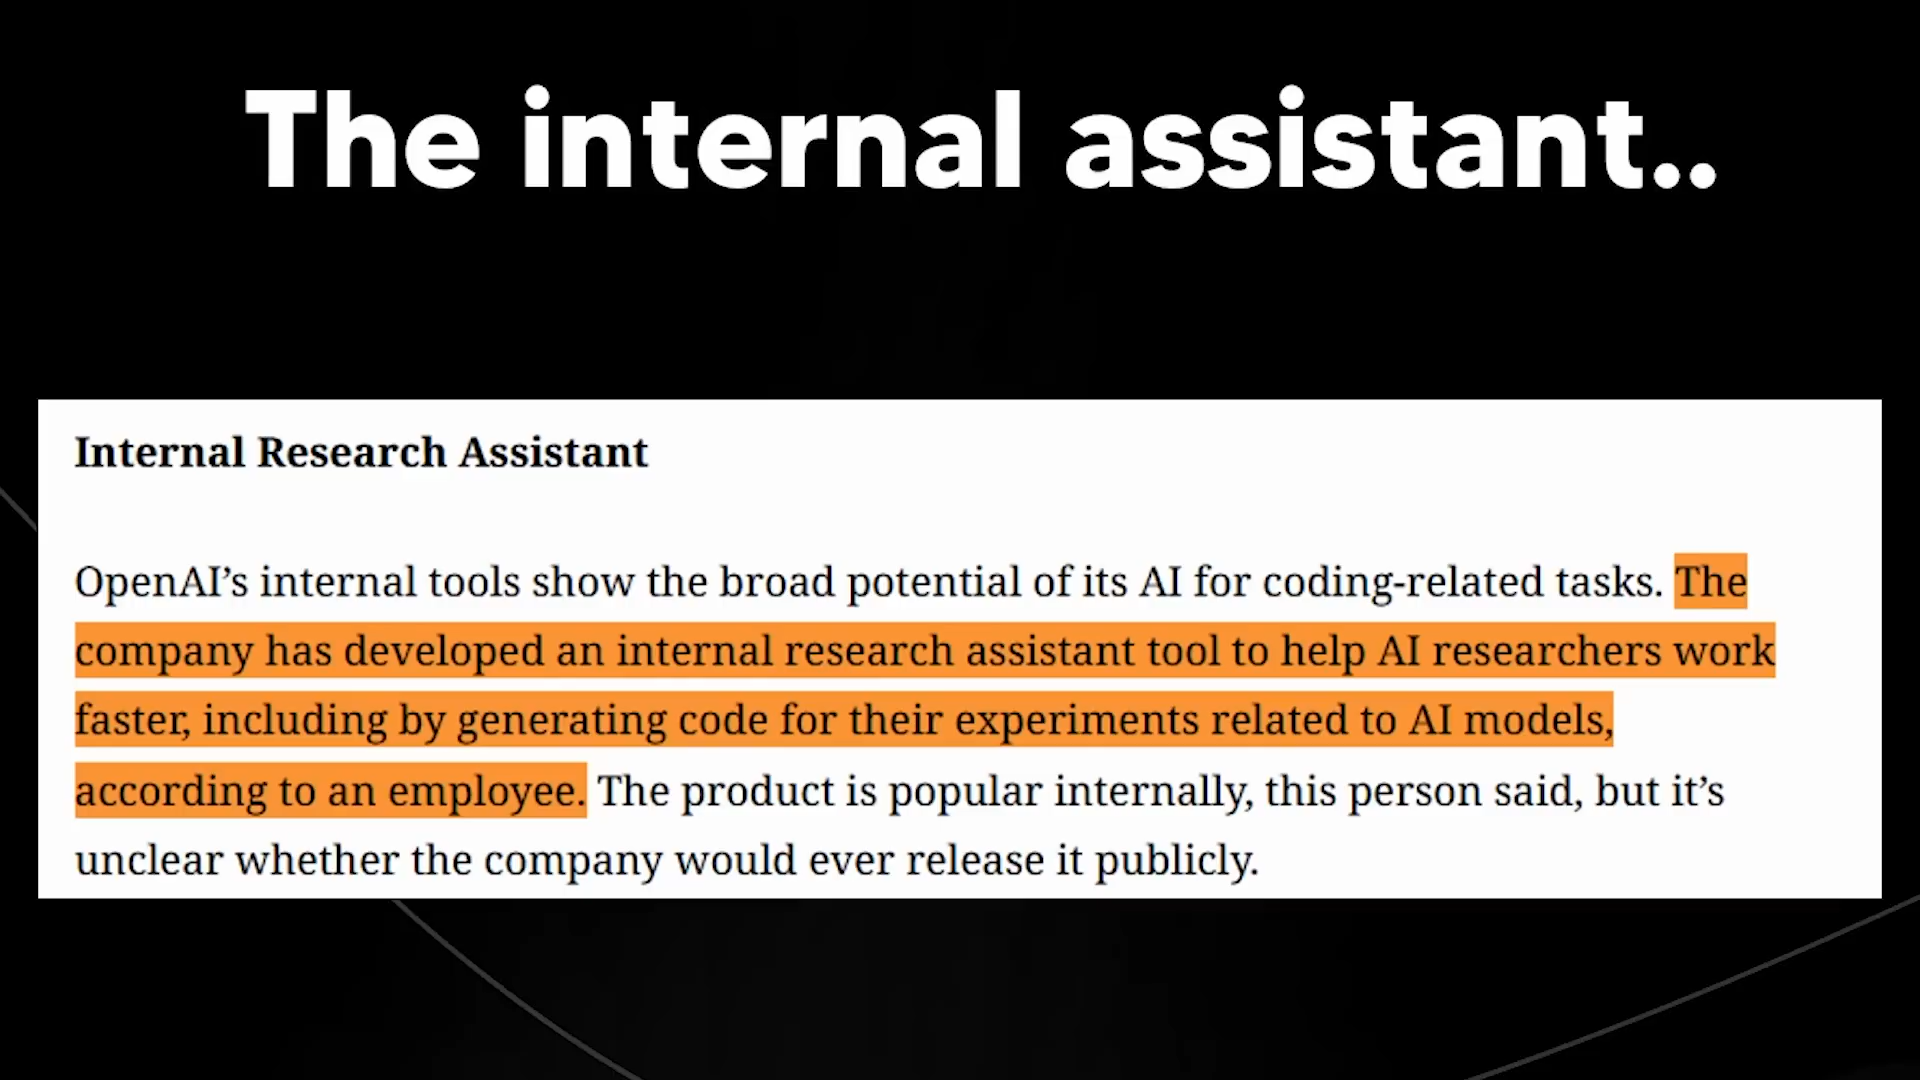 The internal assistant..
Internal Research Assistant
OpenAI’s internal tools show the broad potential of its AI for coding-related tasks. The
company has developed an internal research assistant tool to help AI researchers work
faster, including by generating code for their experiments related to AI models,
according to an employee. The product is popular internally, this person said, but it’s
unclear whether the company would ever release it publicly.